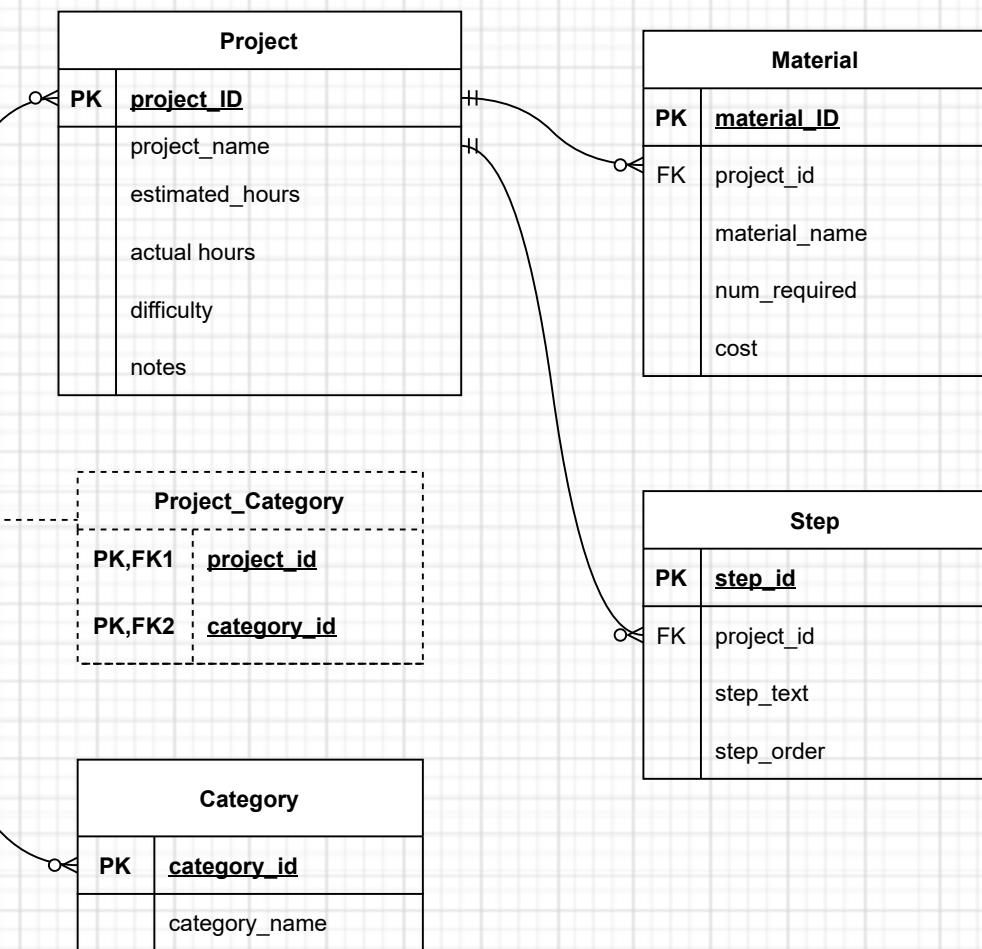 Project
PK project_ID
project_name
estimated_hours
actual hours
difficulty
notes
Material
PK material_ID
FK project_id
material_name
num_required
cost
Project_Category
PK,FK1 project_id
PK,FK2 category_id
Step
PK step_id
FK project_id
step_text
step_order
Category
PK category_id
category_name